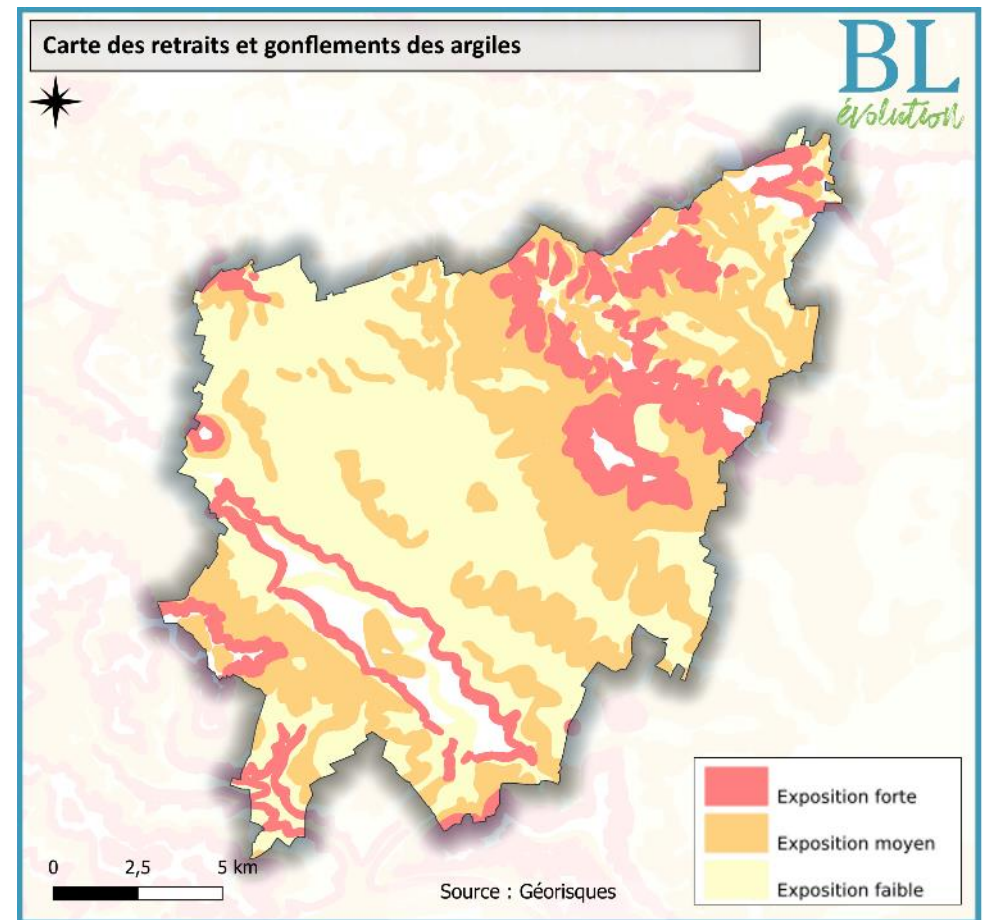 Carte des retraits et gonflements des argiles
BL
évolution
Exposition forte
Exposition moyen
Exposition faible
0 2,5 5 km
Source : Géorisques